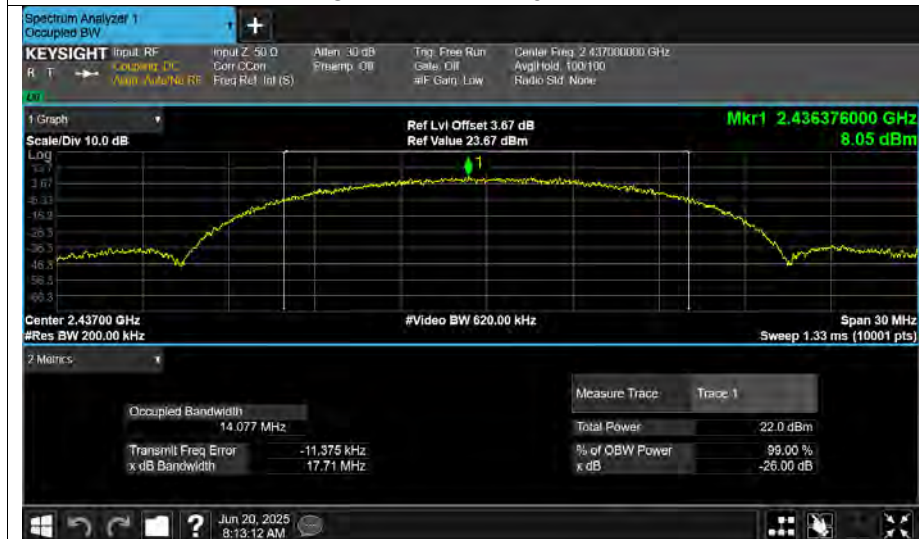 Spectrum Analyzer 1
Occupied BW
KEYSIGHT Input: RF Input Z: 50 Ω Atten: 30 dB Trig: Free Run Center Freq: 2.437000000 GHz
R T Coupling: DC Corr CCorr Preamp: Off Gate: Off Avg|Hold: 100/100
Align: Auto/No RF Freq Ref: Int (S) #IF Gain: Low Radio Std: None
1 Graph
Ref Lvl Offset 3.67 dB
Mkr1 2.436376000 GHz
Scale/Div 10.0 dB
Ref Value 23.67 dBm
8.05 dBm
Log
13.7
1
3.67
-6.33
-16.3
-26.3
-36.3
-46.3
-56.3
-66.3
Center 2.43700 GHz
#Video BW 620.00 kHz
Span 30 MHz
#Res BW 200.00 kHz
Sweep 1.33 ms (10001 pts)
2 Metrics
Measure Trace Trace 1
Occupied Bandwidth
14.077 MHz
Total Power 22.0 dBm
Transmit Freq Error -11.375 kHz
% of OBW Power 99.00 %
x dB Bandwidth 17.71 MHz
x dB -26.00 dB
Jun 20, 2025
8:13:12 AM